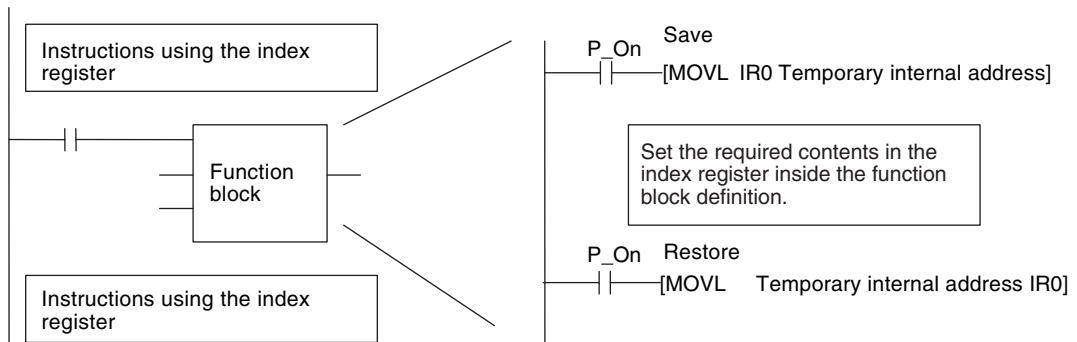 Instructions using the index
register
Function
block
Instructions using the index
register
Save
P_On
[MOVL IR0 Temporary internal address]
Set the required contents in the
index register inside the function
block definition.
P_On Restore
[MOVL Temporary internal address IR0]